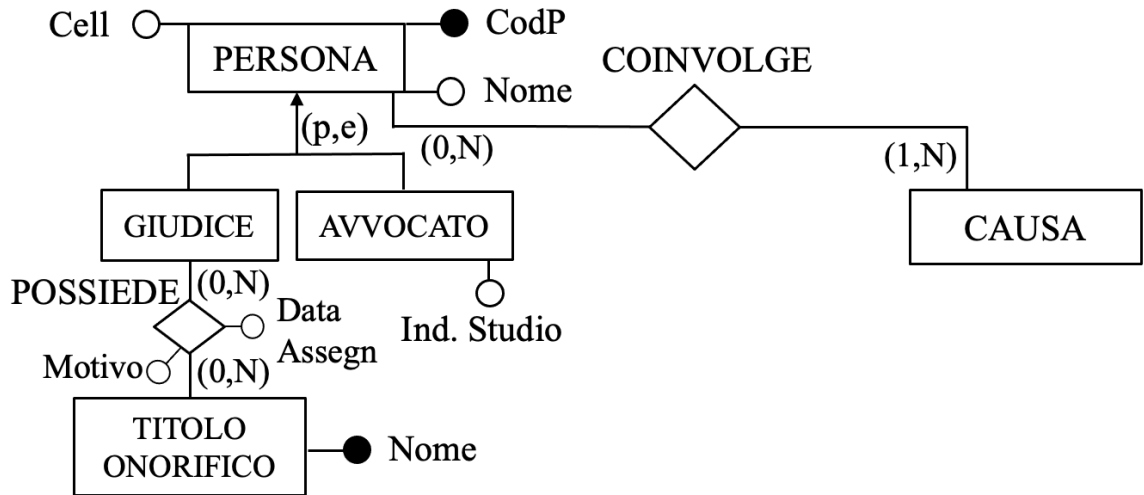 Cell
CodP
PERSONA
COINVOLGE
Nome
(p,e)
(0,N)
(1,N)
GIUDICE
AVVOCATO
CAUSA
POSSIEDE
(0,N)
Data
Assegn
Ind. Studio
Motivo
(0,N)
TITOLO
ONORIFICO
Nome